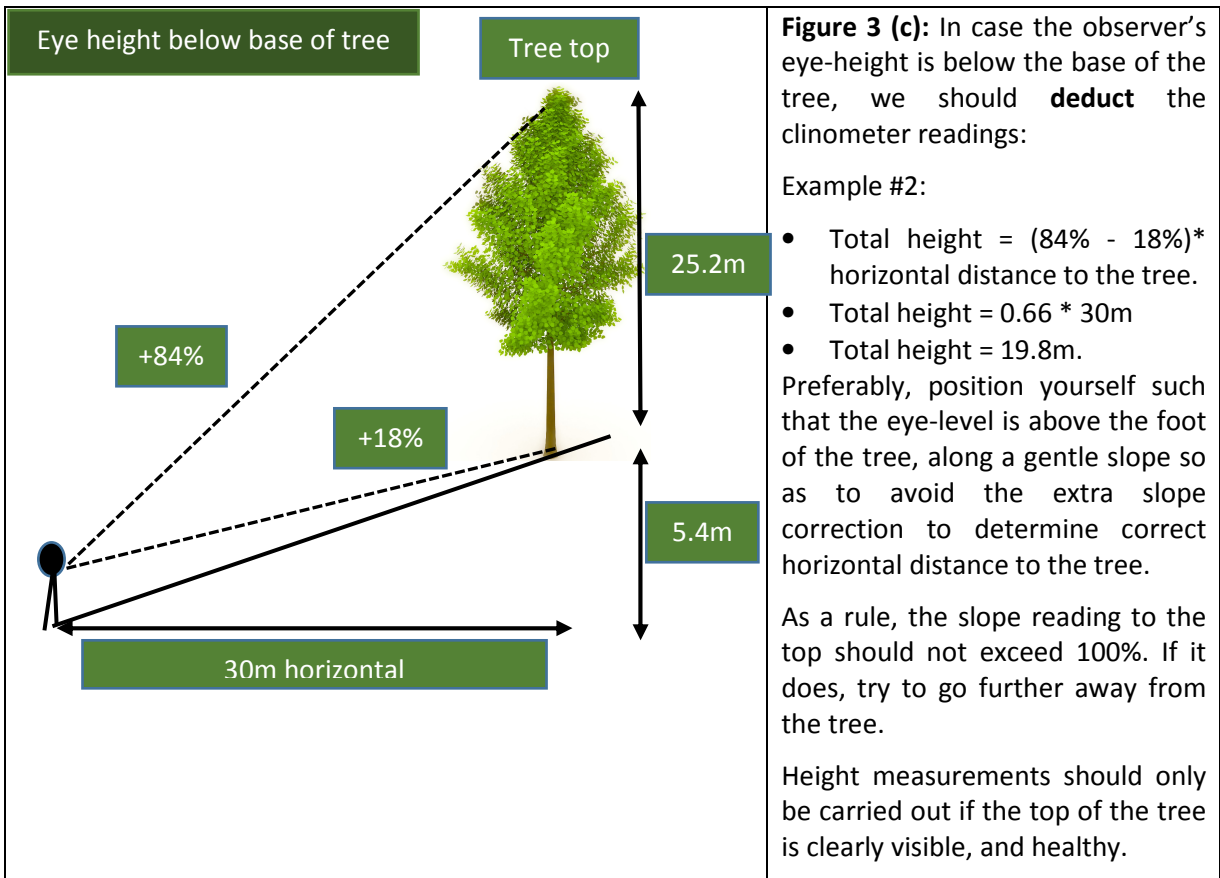 Eye height below base of tree
Tree top
25.2m
+84%
+18%
5.4m
30m horizontal
Figure 3 (c): In case the observer’s
eye-height is below the base of the
tree, we should deduct the
clinometer readings:
Example #2:
• Total height = (84% - 18%)*
horizontal distance to the tree.
• Total height = 0.66 * 30m
• Total height = 19.8m.
Preferably, position yourself such
that the eye-level is above the foot
of the tree, along a gentle slope so
as to avoid the extra slope
correction to determine correct
horizontal distance to the tree.
As a rule, the slope reading to the
top should not exceed 100%. If it
does, try to go further away from
the tree.
Height measurements should only
be carried out if the top of the tree
is clearly visible, and healthy.